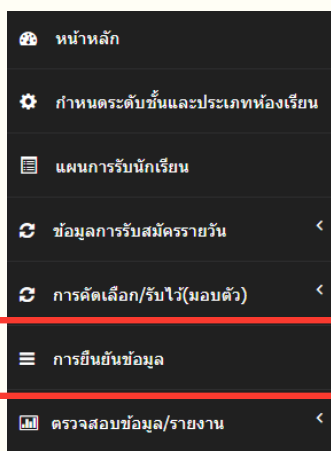 หน้าหลัก
กำหนดระดับชั้นและประเภทห้องเรียน
แผนการรับนักเรียน
ข้อมูลการรับสมัครรายวัน
การคัดเลือก/รับไว้(มอบตัว)
การยืนยันข้อมูล
ตรวจสอบข้อมูล/รายงาน